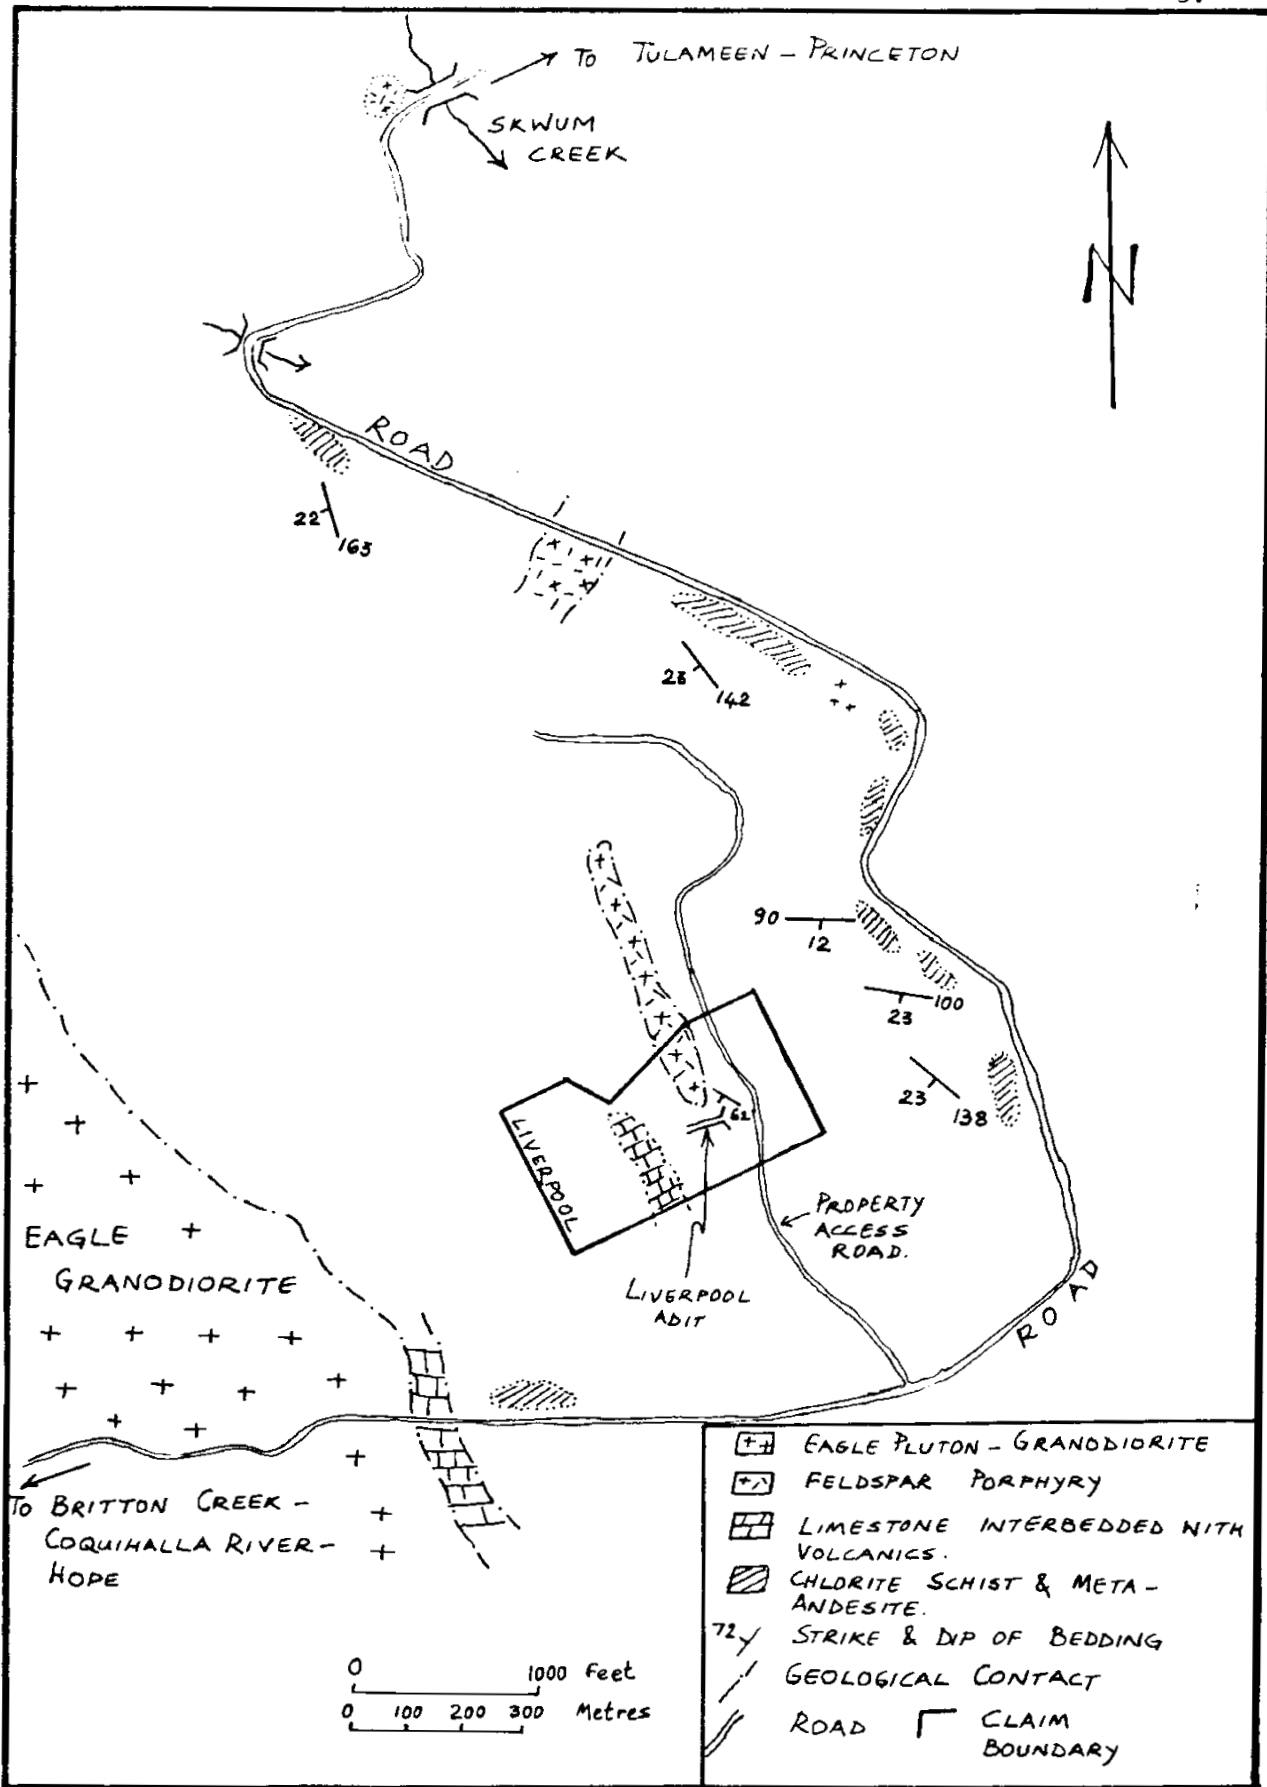 TO TULAMEEN - PRINCETON
SKWUM
CREEK
N
ROAD
22
163
23
142
90
12
100
23
23
138
62
LIVERPOOL
PROPERTY
ACCESS
ROAD.
LIVERPOOL
ADIT
ROAD
EAGLE
GRANODIORITE
TO BRITTON CREEK -
COQUIHALLA RIVER -
HOPE
0 1000 Feet
0 100 200 300 Metres
EAGLE PLUTON - GRANODIORITE
FELDSPAR PORPHYRY
LIMESTONE INTERBEDDED WITH
VOLCANICS.
CHLORITE SCHIST & META -
ANDESITE.
72 STRIKE & DIP OF BEDDING
GEOLOGICAL CONTACT
ROAD CLAIM
BOUNDARY